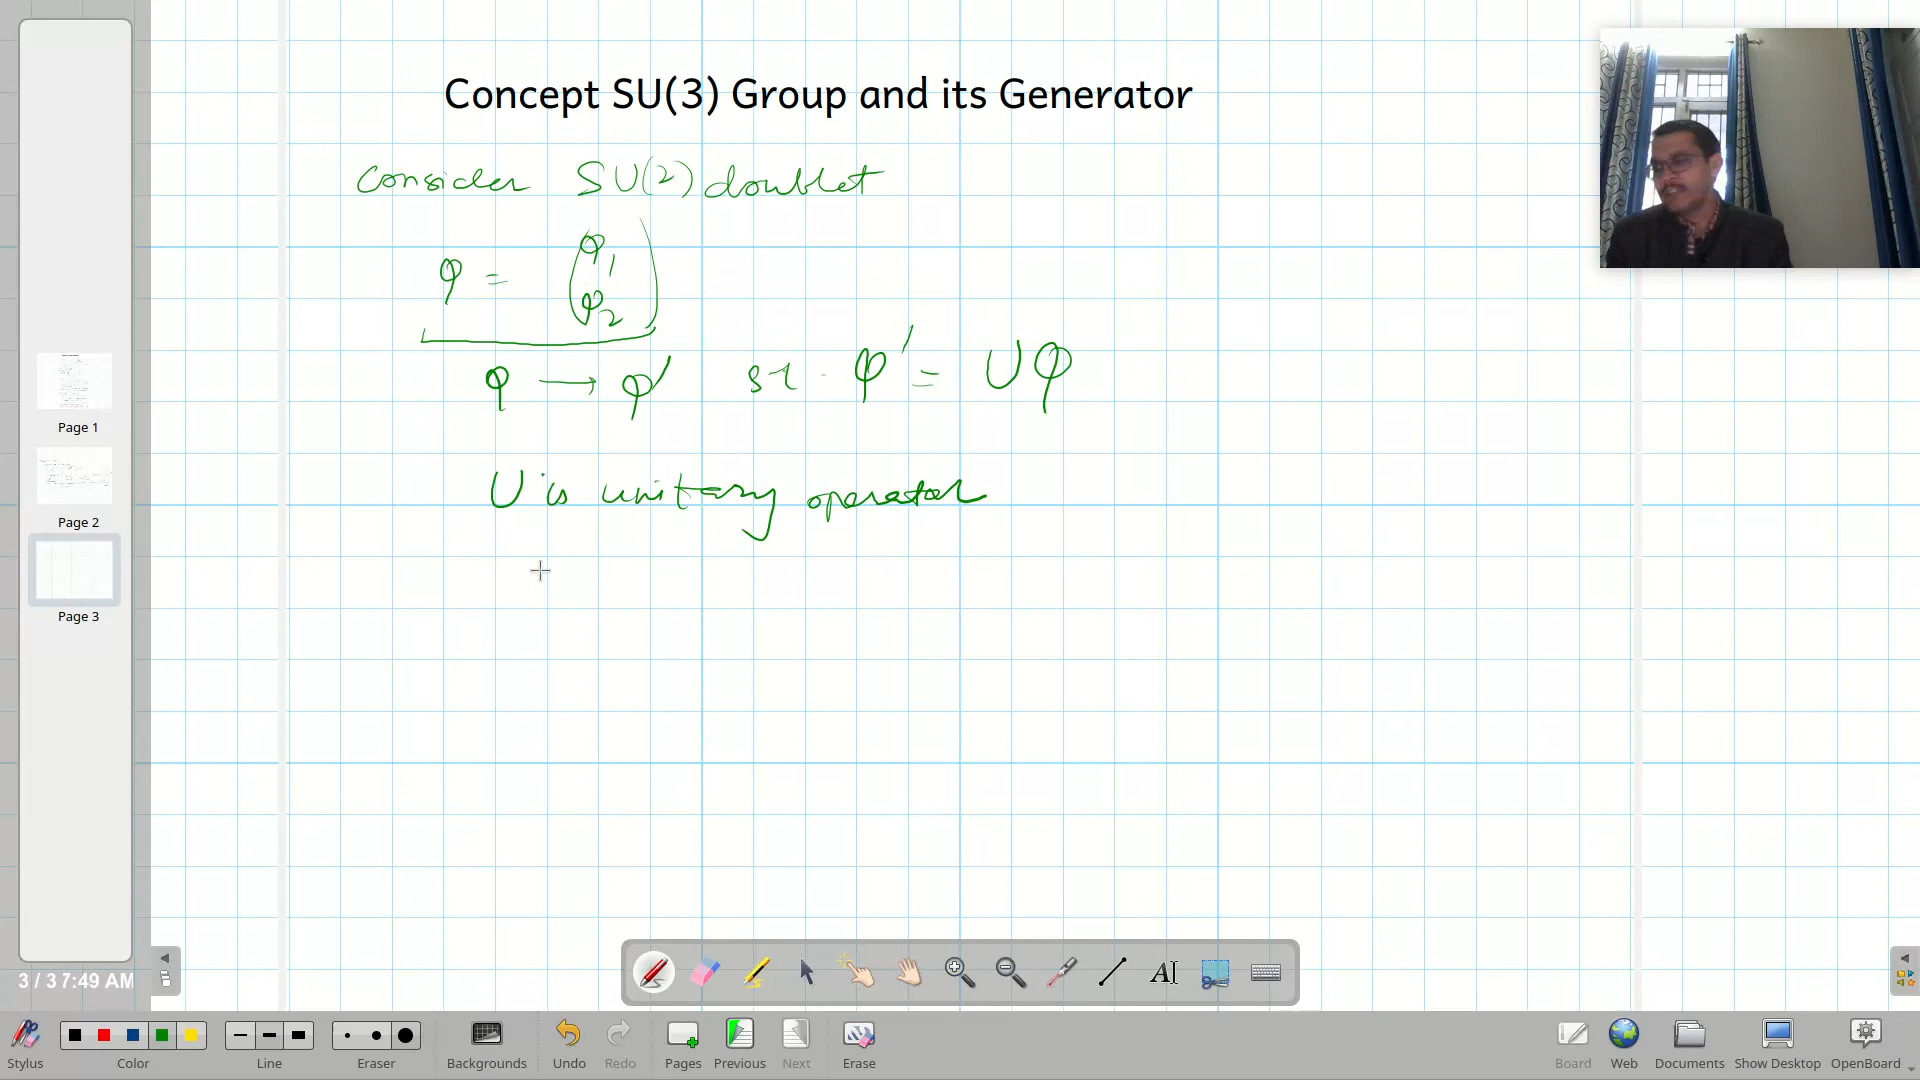 Concept SU(3) Group and its Generator
Consider SU(2) doublet
φ = (φ1
φ2)
φ → φ' st. φ' = Uφ
U is unitary operator
Page 1
Page 2
Page 3
3 / 3 7:49 AM
Stylus Color Line Eraser Backgrounds Undo Redo Pages Previous Next Erase Board Web Documents Show Desktop OpenBoard